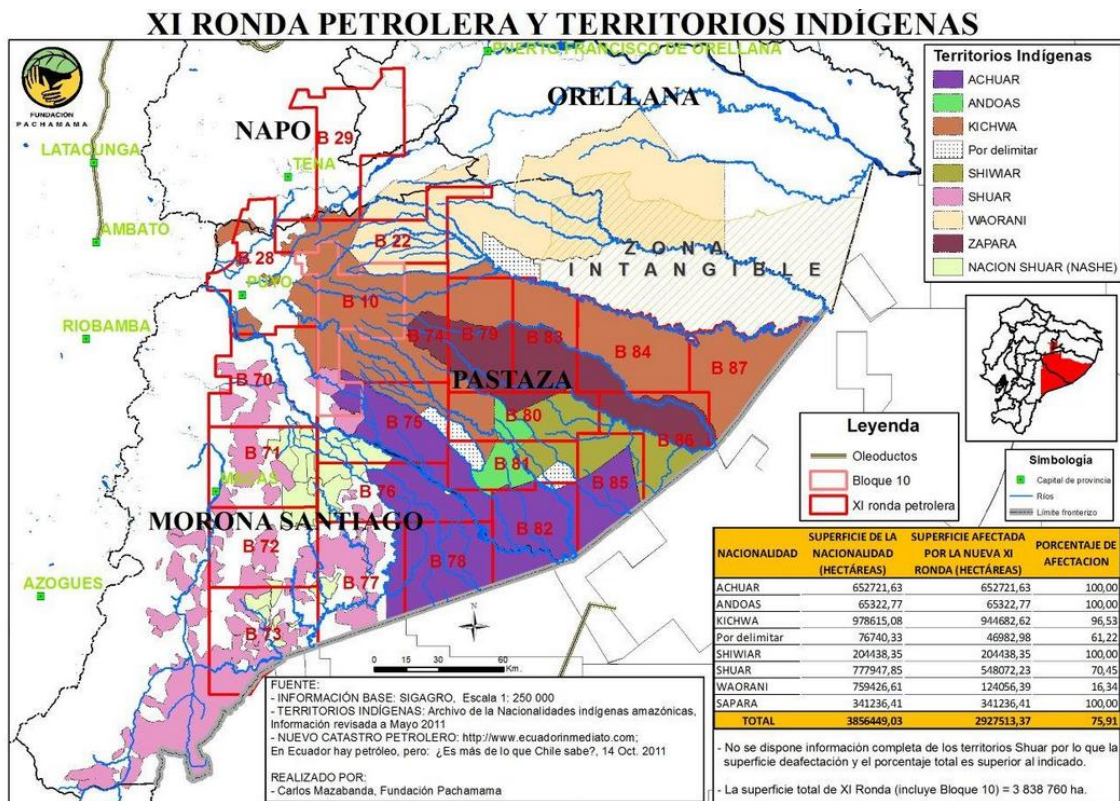 XI RONDA PETROLERA Y TERRITORIOS INDÍGENAS
FUNDACION
PACHAMAMA
PUERTO FRANCISCO DE ORELLANA
ORELLANA
NAPO
B 29
LATACUNGA
TENA
AMBATO
B 28
B 22
ZONA
INTANGIBLE
PUYO
B 10
RIOBAMBA
B 74
B 79
B 83
B 84
B 87
B 70
PASTAZA
B 75
B 80
B 86
B 71
B 81
MACAS
B 76
B 85
MORONA SANTIAGO
B 82
B 72
B 78
B 77
AZOGUES
B 73
N
0 15 30 60
Km.
Territorios Indígenas
ACHUAR
ANDOAS
KICHWA
Por delimitar
SHIWIAR
SHUAR
WAORANI
ZAPARA
NACION SHUAR (NASHE)
Leyenda
Oleoductos
Bloque 10
XI ronda petrolera
Simbología
Capital de provincia
Ríos
Límite fronterizo
NACIONALIDAD SUPERFICIE DE LA NACIONALIDAD (HECTÁREAS) SUPERFICIE AFECTADA POR LA NUEVA XI RONDA (HECTÁREAS) PORCENTAJE DE AFECTACION
ACHUAR 652721,63 652721,63 100,00
ANDOAS 65322,77 65322,77 100,00
KICHWA 978615,08 944682,62 96,53
Por delimitar 76740,33 46982,98 61,22
SHIWIAR 204438,35 204438,35 100,00
SHUAR 777947,85 548072,23 70,45
WAORANI 759426,61 124056,39 16,34
SAPARA 341236,41 341236,41 100,00
TOTAL 3856449,03 2927513,37 75,91
- No se dispone información completa de los territorios Shuar por lo que la
superficie deafectación y el porcentaje total es superior al indicado.
- La superficie total de XI Ronda (incluye Bloque 10) = 3 838 760 ha.
FUENTE:
- INFORMACIÓN BASE: SIGAGRO, Escala 1: 250 000
- TERRITORIOS INDÍGENAS: Archivo de la Nacionalidades indígenas amazónicas,
Información revisada a Mayo 2011
- NUEVO CATASTRO PETROLERO: http://www.ecuadorinmediato.com;
En Ecuador hay petróleo, pero: ¿Es más de lo que Chile sabe?, 14 Oct. 2011
REALIZADO POR:
- Carlos Mazabanda, Fundación Pachamama